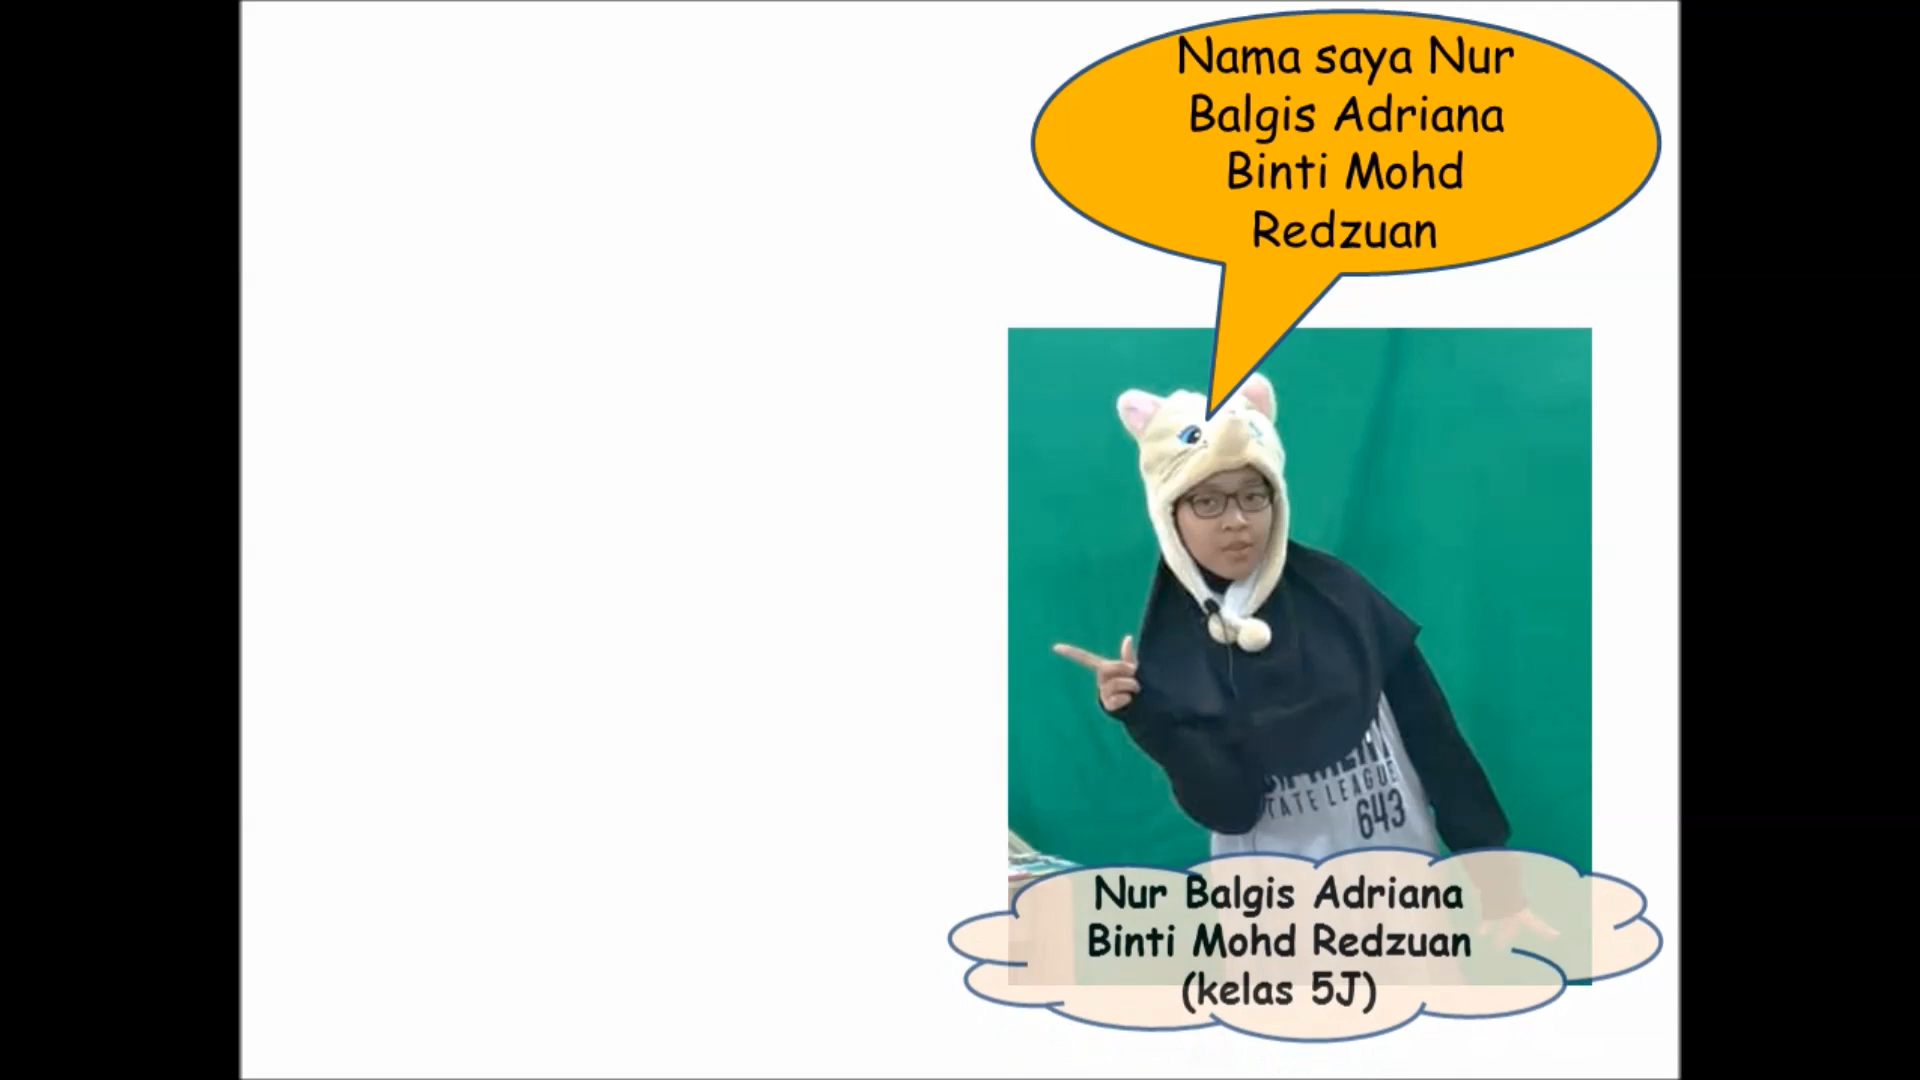 Nama saya Nur
Balgis Adriana
Binti Mohd
Redzuan
TATE LEAGUE
643
Nur Balgis Adriana
Binti Mohd Redzuan
(kelas 5J)